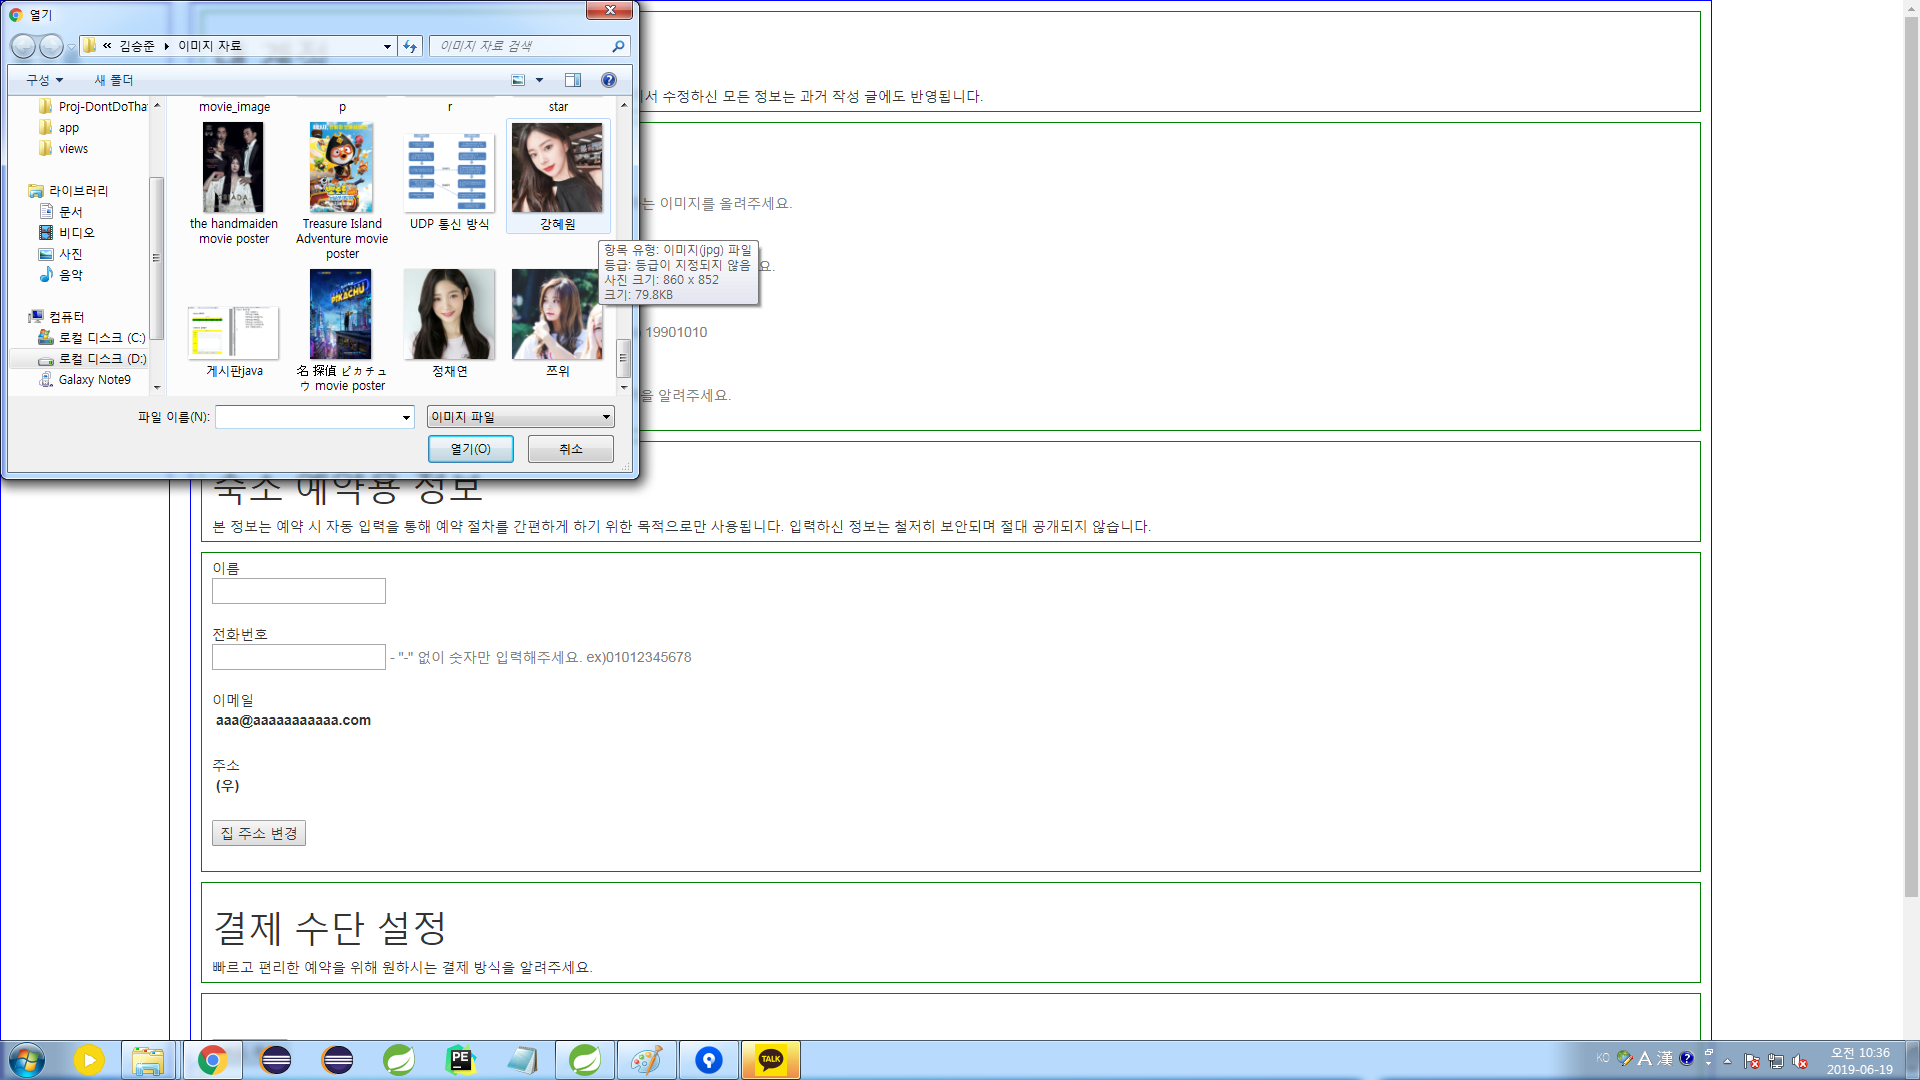 열기
« 김승준 ▸ 이미지 자료
이미지 자료 검색
구성
새 폴더
서 수정하신 모든 정보는 과거 작성 글에도 반영됩니다.
Proj-DontDoTha
app
views
라이브러리
문서
비디오
사진
음악
컴퓨터
로컬 디스크 (C:)
로컬 디스크 (D:)
Galaxy Note9
movie_image
p
r
star
the handmaiden
movie poster
Treasure Island
Adventure movie
poster
UDP 통신 방식
강혜원
는 이미지를 올려주세요.
항목 유형: 이미지(jpg) 파일
등급: 등급이 지정되지 않음
사진 크기: 860 x 852
크기: 79.8KB
요.
PIKACHU
19901010
게시판java
名探偵 ピカチュ
ウ movie poster
정채연
쯔위
을 알려주세요.
파일 이름(N):
이미지 파일
열기(O)
취소
숙소 예약용 정보
본 정보는 예약 시 자동 입력을 통해 예약 절차를 간편하게 하기 위한 목적으로만 사용됩니다. 입력하신 정보는 철저히 보안되며 절대 공개되지 않습니다.
이름
전화번호
- "-" 없이 숫자만 입력해주세요. ex)01012345678
이메일
aaa@aaaaaaaaaaa.com
주소
(우)
집 주소 변경
결제 수단 설정
빠르고 편리한 예약을 위해 원하시는 결제 방식을 알려주세요.
PE
TALK
KO
A 漢
오전 10:36
2019-06-19